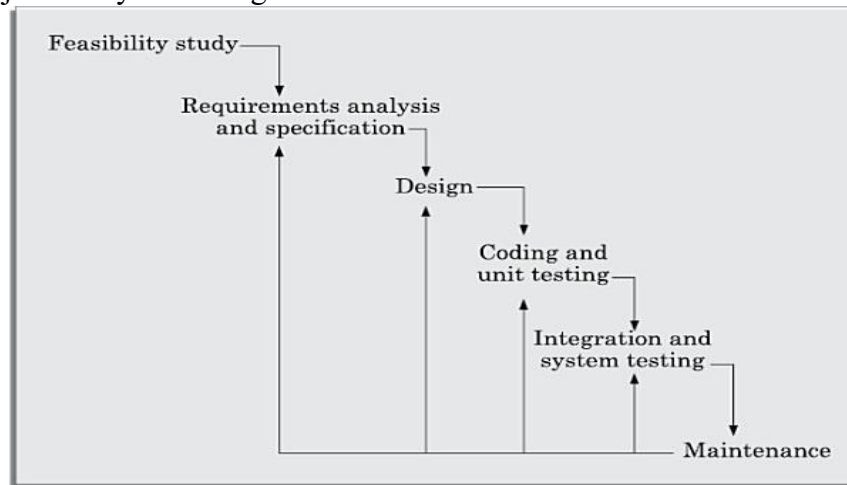 Feasibility study
Requirements analysis
and specification
Design
Coding and
unit testing
Integration and
system testing
Maintenance